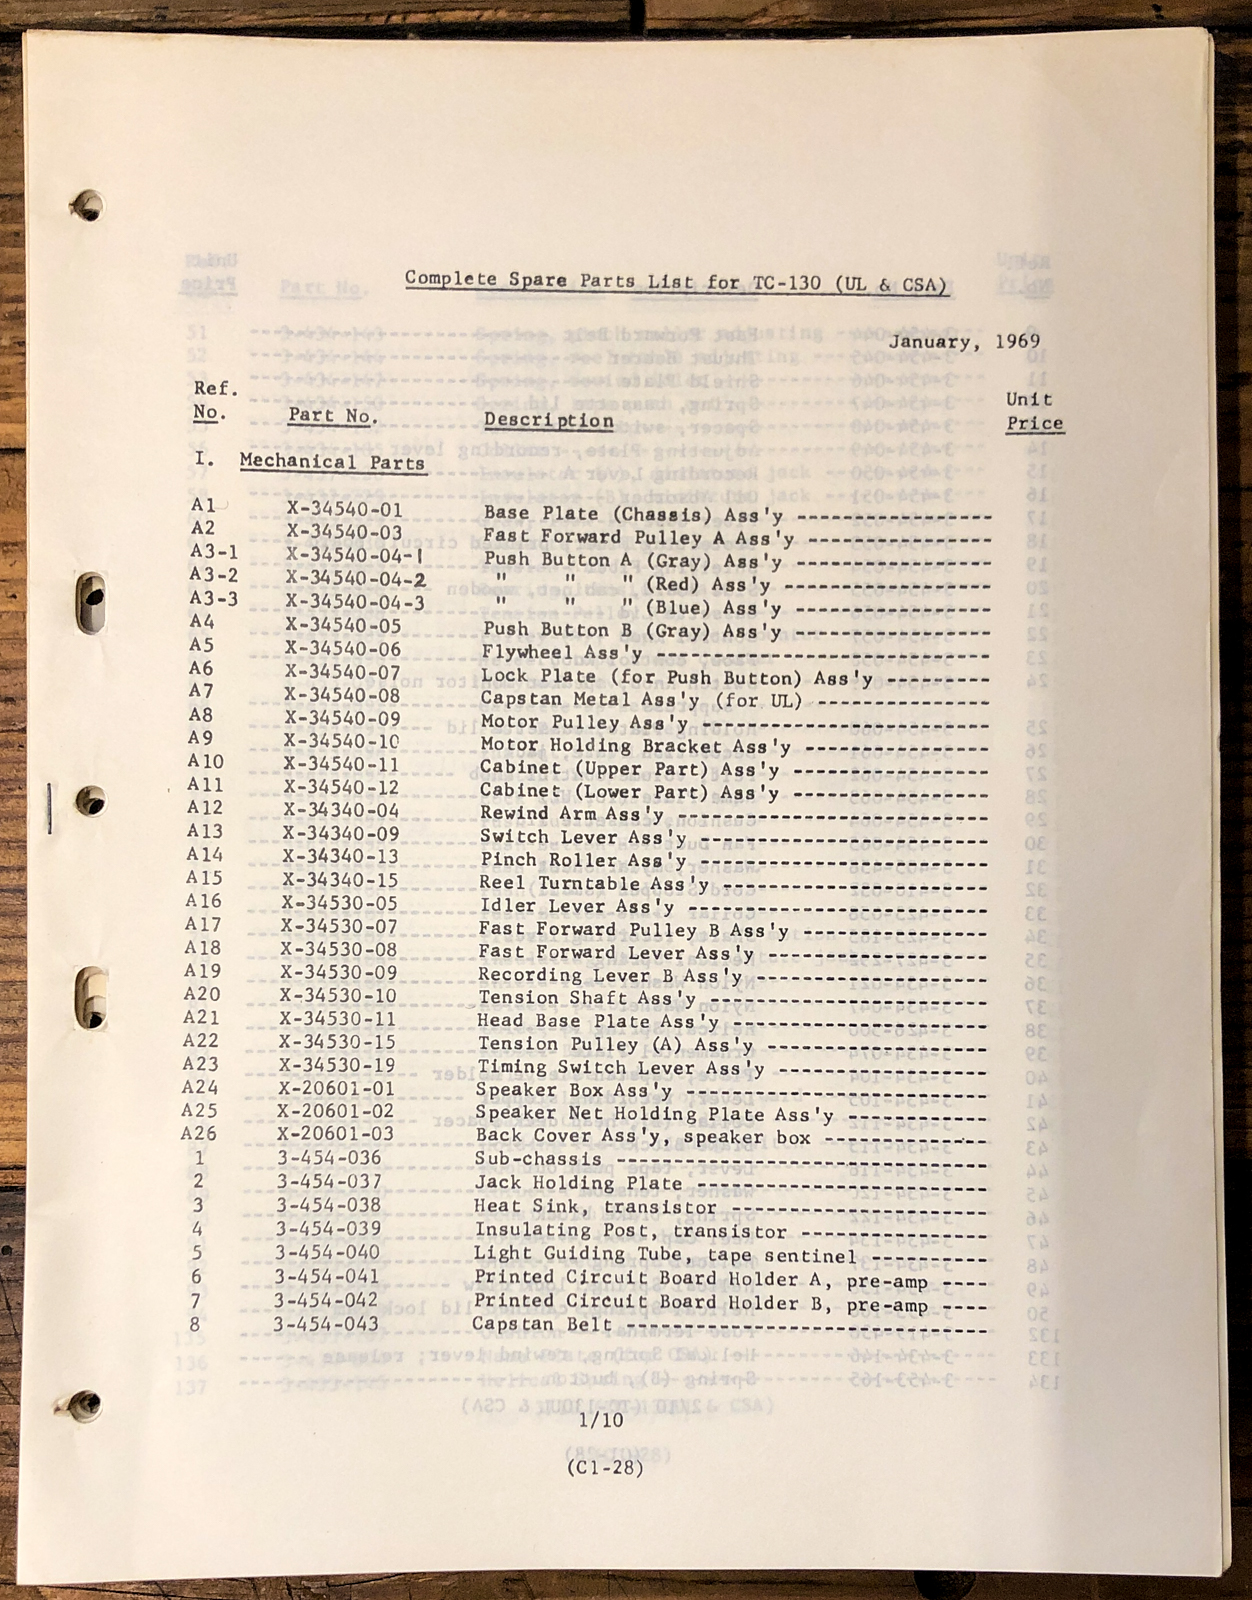 Complete Spare Parts List for TC-130 (UL & CSA)
January, 1969
Ref. No. Part No. Description Unit Price
I. Mechanical Parts
A1 X-34540-01 Base Plate (Chassis) Ass'y ---------------
A2 X-34540-03 Fast Forward Pulley A Ass'y --------------
A3-1 X-34540-04-1 Push Button A (Gray) Ass'y ---------------
A3-2 X-34540-04-2 " " " (Red) Ass'y ----------------
A3-3 X-34540-04-3 " " " (Blue) Ass'y ---------------
A4 X-34540-05 Push Button B (Gray) Ass'y ---------------
A5 X-34540-06 Flywheel Ass'y ---------------------------
A6 X-34540-07 Lock Plate (for Push Button) Ass'y --------
A7 X-34540-08 Capstan Metal Ass'y (for UL) -------------
A8 X-34540-09 Motor Pulley Ass'y -----------------------
A9 X-34540-10 Motor Holding Bracket Ass'y --------------
A10 X-34540-11 Cabinet (Upper Part) Ass'y ---------------
A11 X-34540-12 Cabinet (Lower Part) Ass'y ---------------
A12 X-34340-04 Rewind Arm Ass'y -------------------------
A13 X-34340-09 Switch Lever Ass'y -----------------------
A14 X-34340-13 Pinch Roller Ass'y -----------------------
A15 X-34340-15 Reel Turntable Ass'y ---------------------
A16 X-34530-05 Idler Lever Ass'y ------------------------
A17 X-34530-07 Fast Forward Pulley B Ass'y --------------
A18 X-34530-08 Fast Forward Lever Ass'y -----------------
A19 X-34530-09 Recording Lever B Ass'y ------------------
A20 X-34530-10 Tension Shaft Ass'y ----------------------
A21 X-34530-11 Head Base Plate Ass'y --------------------
A22 X-34530-15 Tension Pulley (A) Ass'y -----------------
A23 X-34530-19 Timing Switch Lever Ass'y ----------------
A24 X-20601-01 Speaker Box Ass'y ------------------------
A25 X-20601-02 Speaker Net Holding Plate Ass'y ----------
A26 X-20601-03 Back Cover Ass'y, speaker box ------------
1 3-454-036 Sub-chassis ------------------------------
2 3-454-037 Jack Holding Plate -----------------------
3 3-454-038 Heat Sink, transistor --------------------
4 3-454-039 Insulating Post, transistor --------------
5 3-454-040 Light Guiding Tube, tape sentinel --------
6 3-454-041 Printed Circuit Board Holder A, pre-amp ----
7 3-454-042 Printed Circuit Board Holder B, pre-amp ----
8 3-454-043 Capstan Belt -----------------------------
1/10
(C1-28)